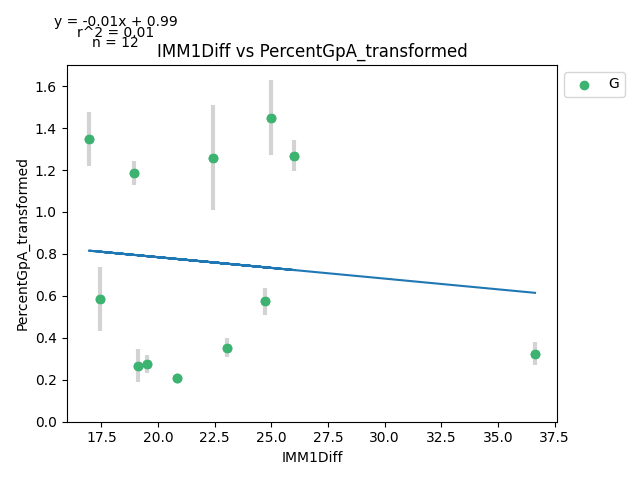 y = -0.01x + 0.99
r^2 = 0.01
n = 12
IMM1Diff vs PercentGpA_transformed
G
PercentGpA_transformed
1.6
1.4
1.2
1.0
0.8
0.6
0.4
0.2
0.0
17.5 20.0 22.5 25.0 27.5 30.0 32.5 35.0 37.5
IMM1Diff